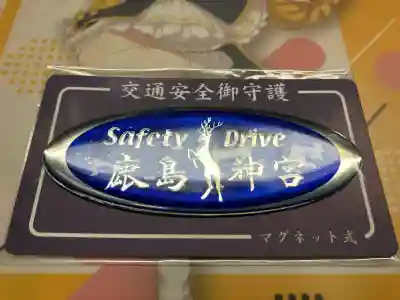 交通安全御守護
Safety Drive
鹿島神宮
マグネット式